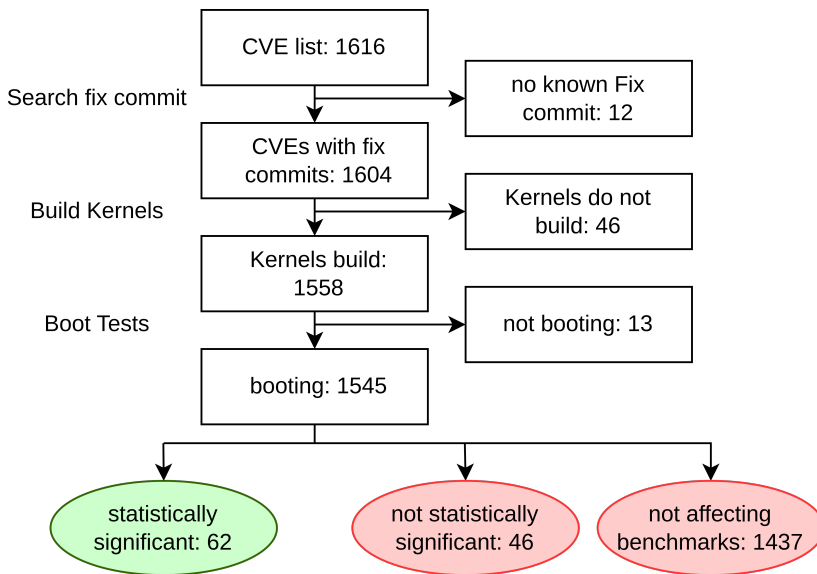 CVE list: 1616
Search fix commit
no known Fix
commit: 12
CVEs with fix
commits: 1604
Build Kernels
Kernels do not
build: 46
Kernels build:
1558
Boot Tests
not booting: 13
booting: 1545
statistically
significant: 62
not statistically
significant: 46
not affecting
benchmarks: 1437